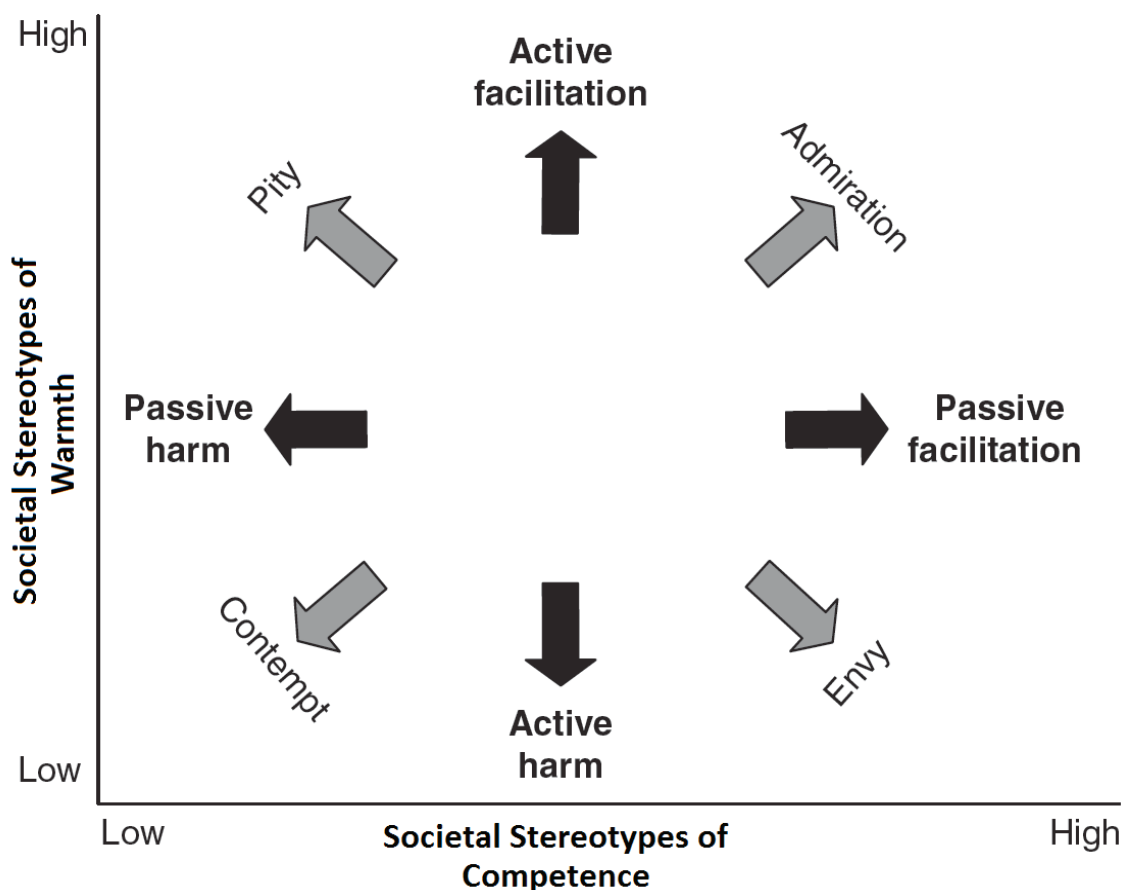 High
Active
facilitation
Pity
Admiration
Societal Stereotypes of
Warmth
Passive
harm
Passive
facilitation
Contempt
Envy
Active
harm
Low
Low
High
Societal Stereotypes of
Competence